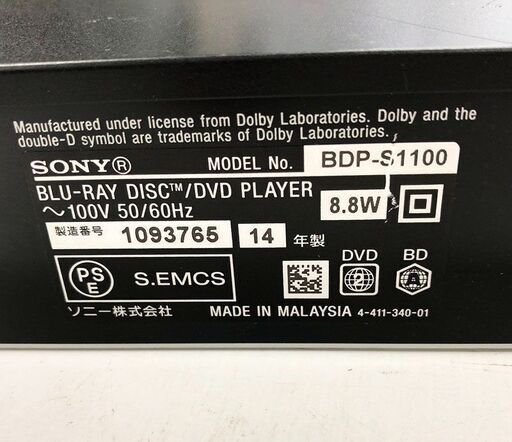 Manufactured under license from Dolby Laboratories. Dolby and the
double-D symbol are trademarks of Dolby Laboratories.
SONY® MODEL No. BDP-S1100
BLU-RAY DISC™/DVD PLAYER
～100V 50/60Hz 8.8W
製造番号 1093765 14 年製
PSE S.EMCS DVD 2 BD A
ソニー株式会社 MADE IN MALAYSIA 4-411-340-01